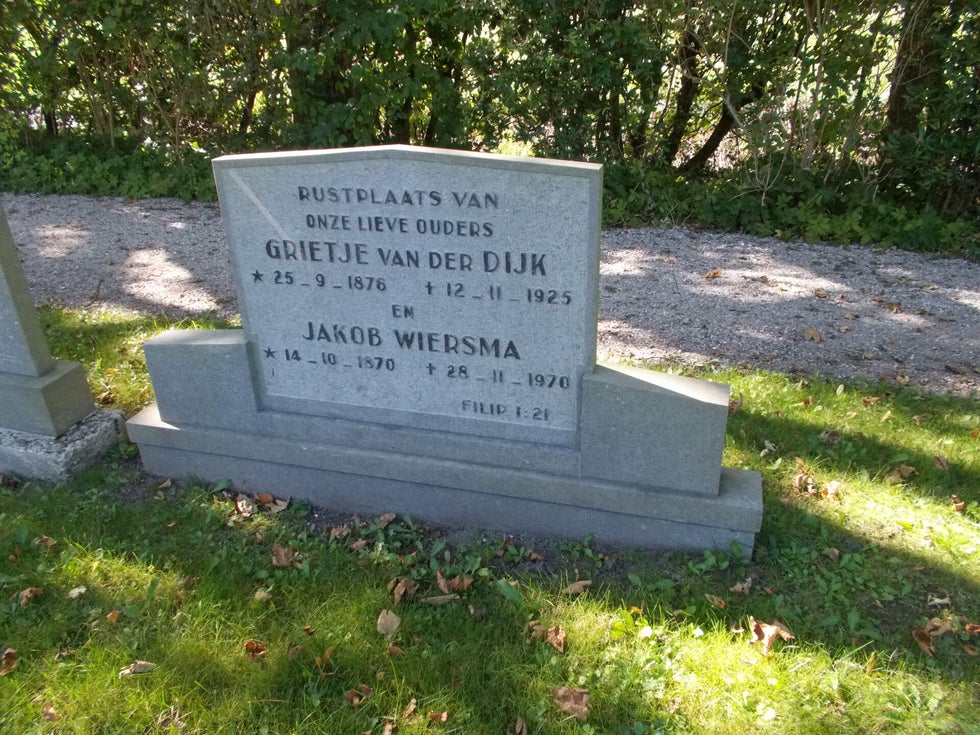 RUSTPLAATS VAN
ONZE LIEVE OUDERS
GRIETJE VAN DER DIJK
★ 25-9-1876 ✝ 12-11-1925
EN
JAKOB WIERSMA
★ 14-10-1870 ✝ 28-11-1970
FILIP 1:21